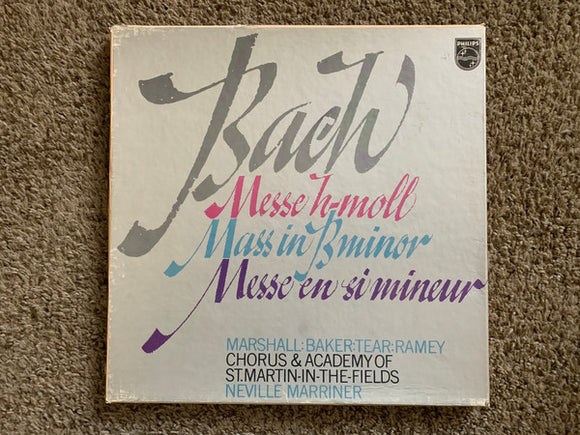 PHILIPS
Bach
Messe h-moll
Mass in B minor
Messe en si mineur
MARSHALL:BAKER:TEAR:RAMEY
CHORUS & ACADEMY OF
ST.MARTIN-IN-THE-FIELDS
NEVILLE MARRINER